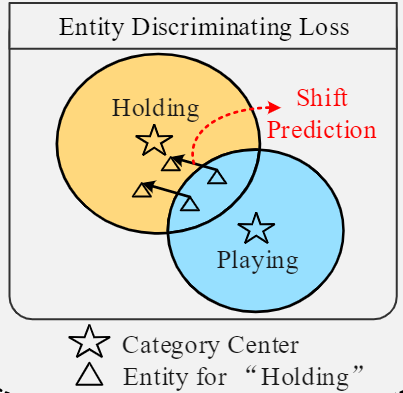 Entity Discriminating Loss
Holding
Shift
Prediction
Playing
Category Center
Entity for “Holding”